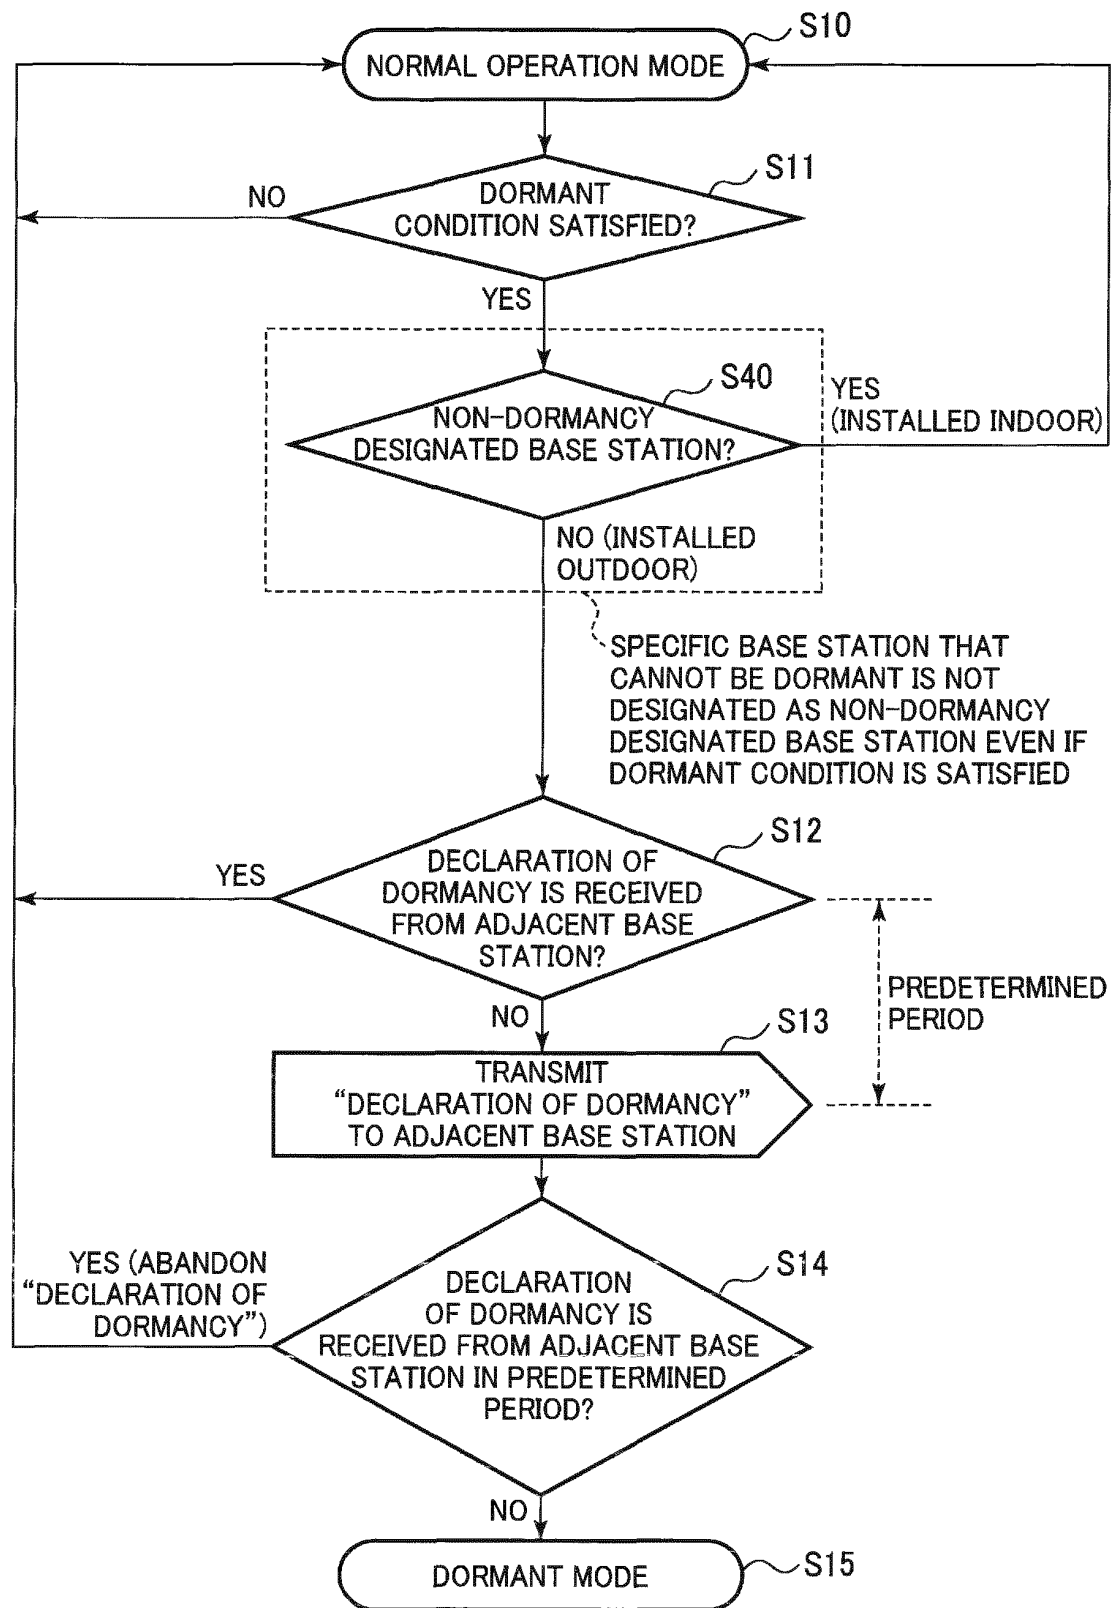 S10
NORMAL OPERATION MODE
S11
DORMANT
CONDITION SATISFIED?
NO
YES
S40
NON-DORMANCY
DESIGNATED BASE STATION?
YES
(INSTALLED INDOOR)
NO (INSTALLED
OUTDOOR)
SPECIFIC BASE STATION THAT
CANNOT BE DORMANT IS NOT
DESIGNATED AS NON-DORMANCY
DESIGNATED BASE STATION EVEN IF
DORMANT CONDITION IS SATISFIED
S12
DECLARATION OF
DORMANCY IS RECEIVED
FROM ADJACENT BASE
STATION?
YES
NO
PREDETERMINED
PERIOD
S13
TRANSMIT
“DECLARATION OF DORMANCY”
TO ADJACENT BASE STATION
YES (ABANDON
“DECLARATION OF
DORMANCY”)
S14
DECLARATION
OF DORMANCY IS
RECEIVED FROM ADJACENT BASE
STATION IN PREDETERMINED
PERIOD?
NO
DORMANT MODE
S15